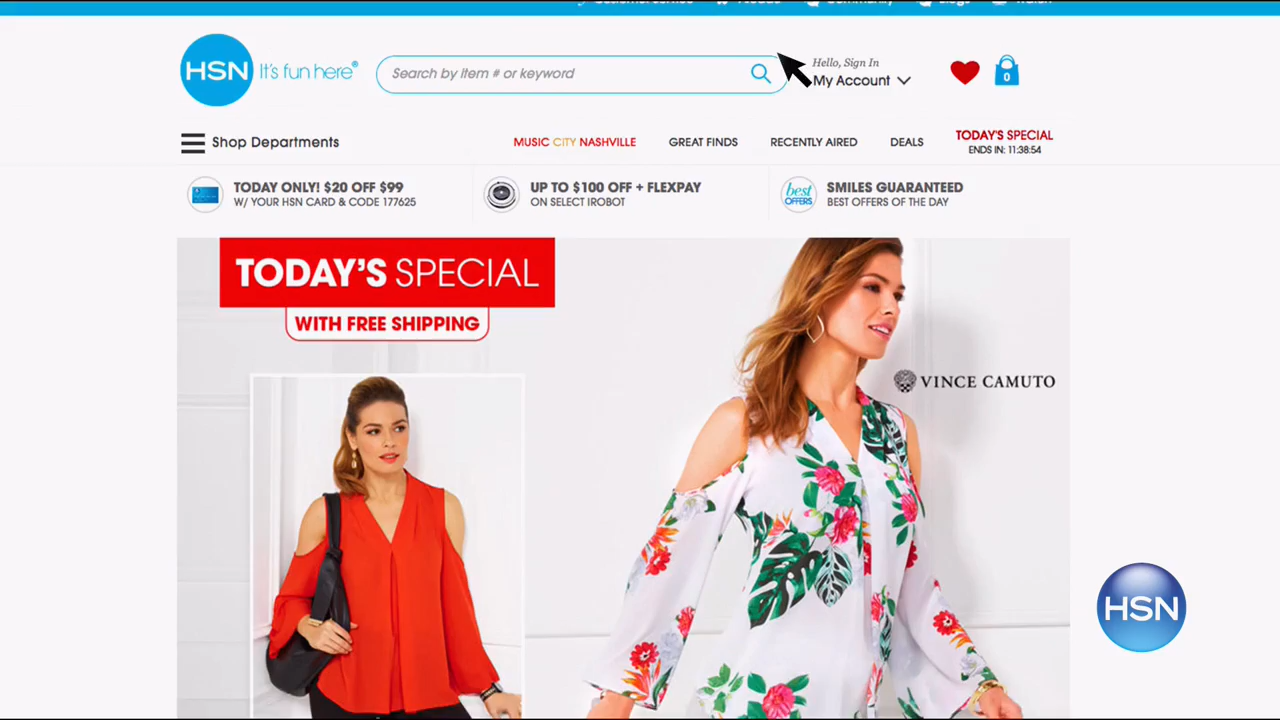 HSN It's fun here®
Search by item # or keyword
Hello, Sign In
My Account
0
Shop Departments
MUSIC CITY NASHVILLE
GREAT FINDS
RECENTLY AIRED
DEALS
TODAY'S SPECIAL
ENDS IN: 11:38:54
TODAY ONLY! $20 OFF $99
W/ YOUR HSN CARD & CODE 177625
UP TO $100 OFF + FLEXPAY
ON SELECT IROBOT
best
OFFERS
SMILES GUARANTEED
BEST OFFERS OF THE DAY
TODAY'S SPECIAL
WITH FREE SHIPPING
VINCE CAMUTO
HSN